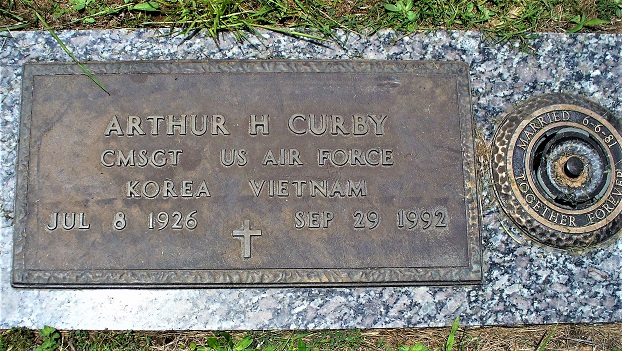 ARTHUR H CURBY
CMSGT US AIR FORCE
KOREA VIETNAM
JUL 8 1926 SEP 29 1992
MARRIED 6-6-81
TOGETHER FOREVER